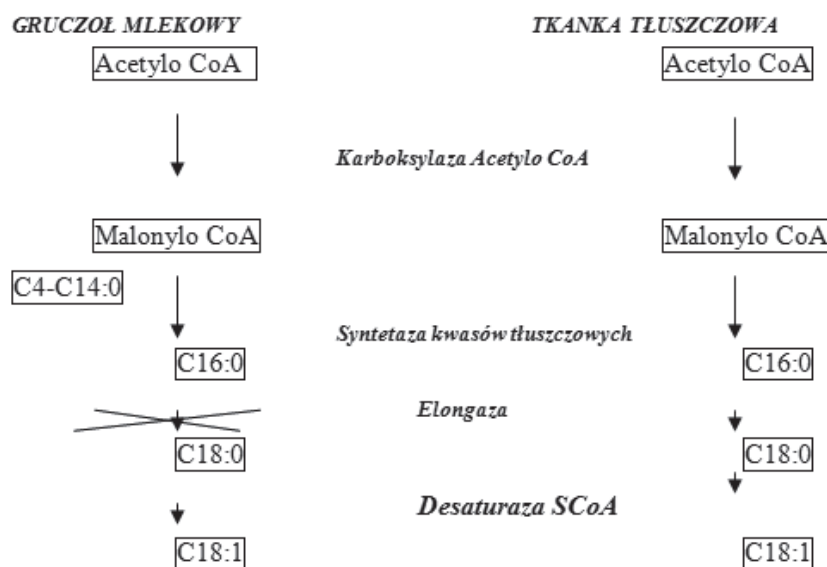 GRUCZOŁ MLEKOWY TKANKA TŁUSZCZOWA
Acetylo CoA Acetylo CoA
Karboksylaza Acetylo CoA
Malonylo CoA Malonylo CoA
C4-C14:0
Syntetaza kwasów tłuszczowych
C16:0 C16:0
Elongaza
C18:0 C18:0
Desaturaza SCoA
C18:1 C18:1